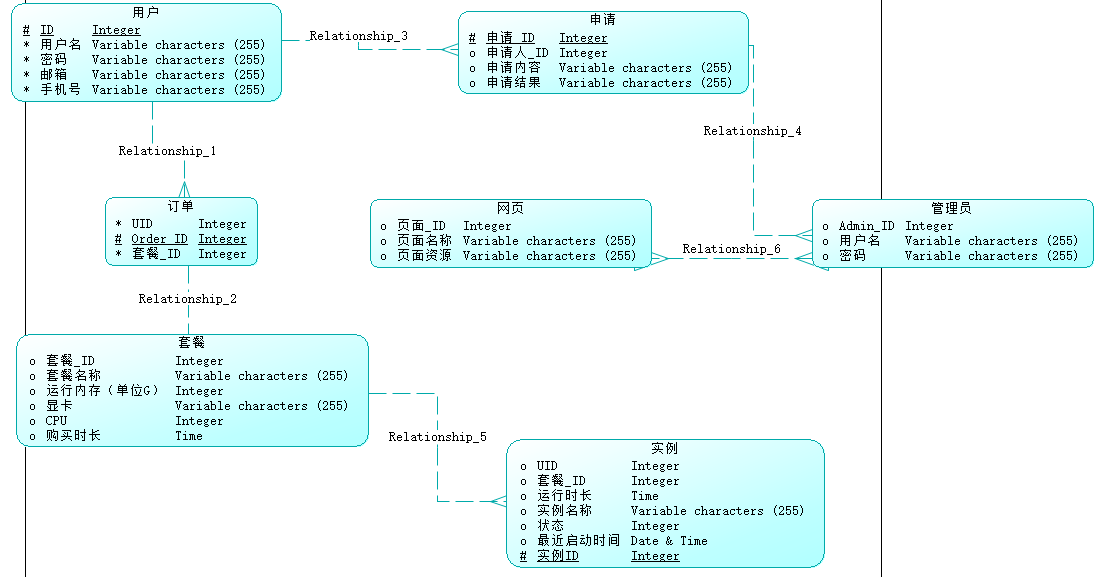 用户
# ID Integer
* 用户名 Variable characters (255)
* 密码 Variable characters (255)
* 邮箱 Variable characters (255)
* 手机号 Variable characters (255)
Relationship_3
申请
# 申请_ID Integer
o 申请人_ID Integer
o 申请内容 Variable characters (255)
o 申请结果 Variable characters (255)
Relationship_4
Relationship_1
订单
* UID Integer
# Order_ID Integer
* 套餐_ID Integer
网页
o 页面_ID Integer
o 页面名称 Variable characters (255)
o 页面资源 Variable characters (255)
Relationship_6
管理员
o Admin_ID Integer
o 用户名 Variable characters (255)
o 密码 Variable characters (255)
Relationship_2
套餐
o 套餐_ID Integer
o 套餐名称 Variable characters (255)
o 运行内存（单位G） Integer
o 显卡 Variable characters (255)
o CPU Integer
o 购买时长 Time
Relationship_5
实例
o UID Integer
o 套餐_ID Integer
o 运行时长 Time
o 实例名称 Variable characters (255)
o 状态 Integer
o 最近启动时间 Date & Time
# 实例ID Integer